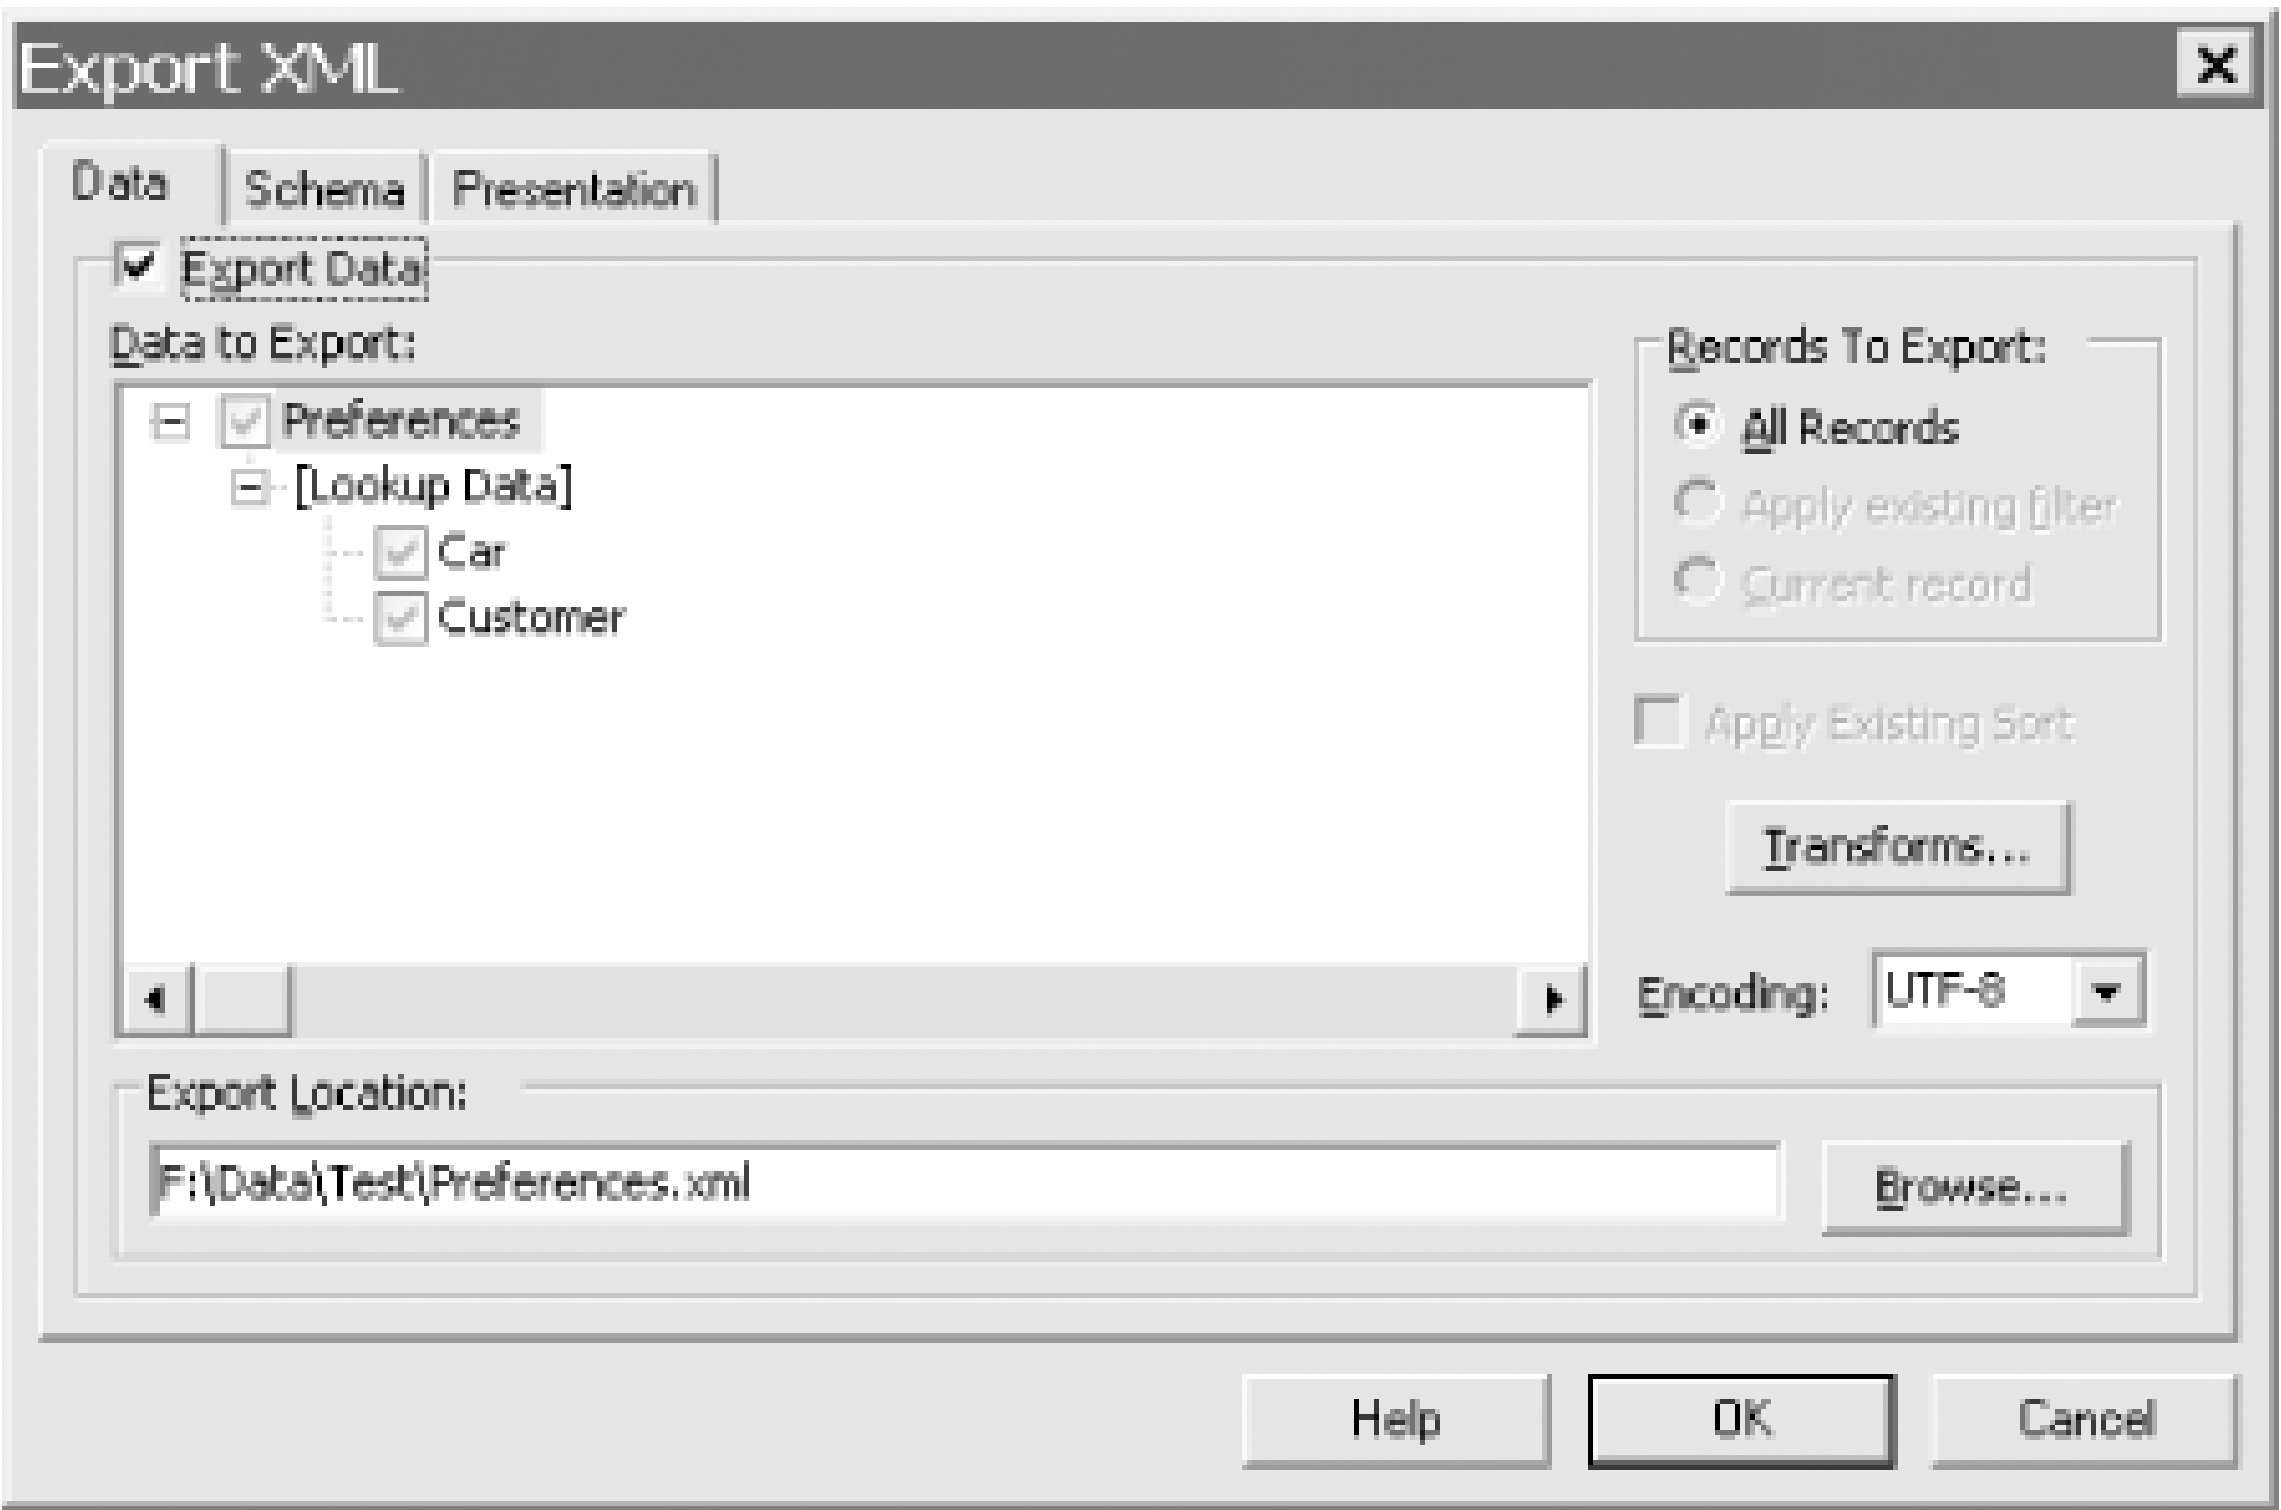 Export XML
Data Schema Presentation
Export Data
Data to Export:
Preferences
[Lookup Data]
Car
Customer
Records To Export:
All Records
Apply existing filter
Current record
Apply Existing Sort
Transforms...
Encoding: UTF-8
Export Location:
F:\Data\Test\Preferences.xml
Browse...
Help OK Cancel